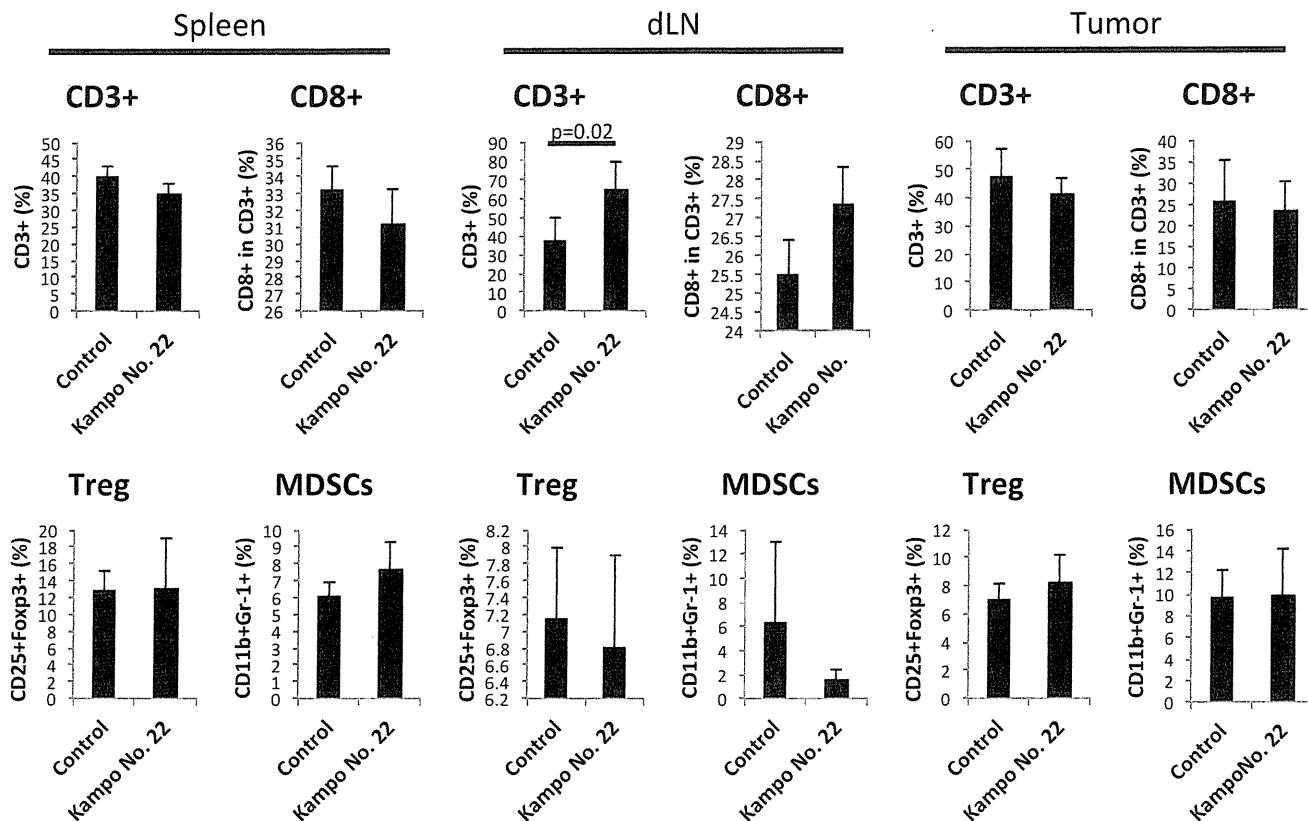 Spleen
dLN
Tumor
CD3+
CD8+
CD3+
CD8+
CD3+
CD8+
p=0.02
CD3+ (%)
45
40
35
30
25
20
15
10
5
0
Control
Kampo No. 22
CD8+ in CD3+ (%)
36
35
34
33
32
31
30
29
28
27
26
Control
Kampo No. 22
CD3+ (%)
90
80
70
60
50
40
30
20
10
0
Control
Kampo No. 22
CD8+ in CD3+ (%)
29
28.5
28
27.5
27
26.5
26
25.5
25
24.5
24
Control
Kampo No.
CD3+ (%)
60
50
40
30
20
10
0
Control
Kampo No. 22
CD8+ in CD3+ (%)
40
35
30
25
20
15
10
5
0
Control
Kampo No. 22
Treg
MDSCs
Treg
MDSCs
Treg
MDSCs
CD25+Foxp3+ (%)
20
18
16
14
12
10
8
6
4
2
0
Control
Kampo No. 22
CD11b+Gr-1+ (%)
10
9
8
7
6
5
4
3
2
1
0
Control
Kampo No. 22
CD25+Foxp3+ (%)
8.2
8
7.8
7.6
7.4
7.2
7
6.8
6.6
6.4
6.2
Control
Kampo No. 22
CD11b+Gr-1+ (%)
14
12
10
8
6
4
2
0
Control
Kampo No. 22
CD25+Foxp3+ (%)
12
10
8
6
4
2
0
Control
Kampo No. 22
CD11b+Gr-1+ (%)
16
14
12
10
8
6
4
2
0
Control
KampoNo. 22